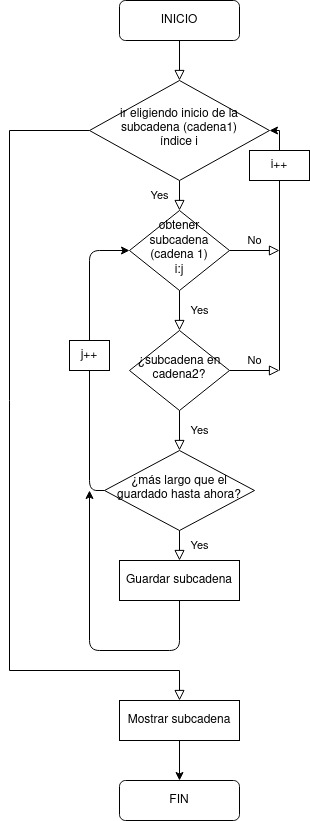 INICIO
ir eligiendo inicio de la
subcadena (cadena1)
índice i
i++
Yes
obtener
subcadena
(cadena 1)
i:j
No
Yes
j++
¿subcadena en
cadena2?
No
Yes
¿más largo que el
guardado hasta ahora?
Yes
Guardar subcadena
Mostrar subcadena
FIN